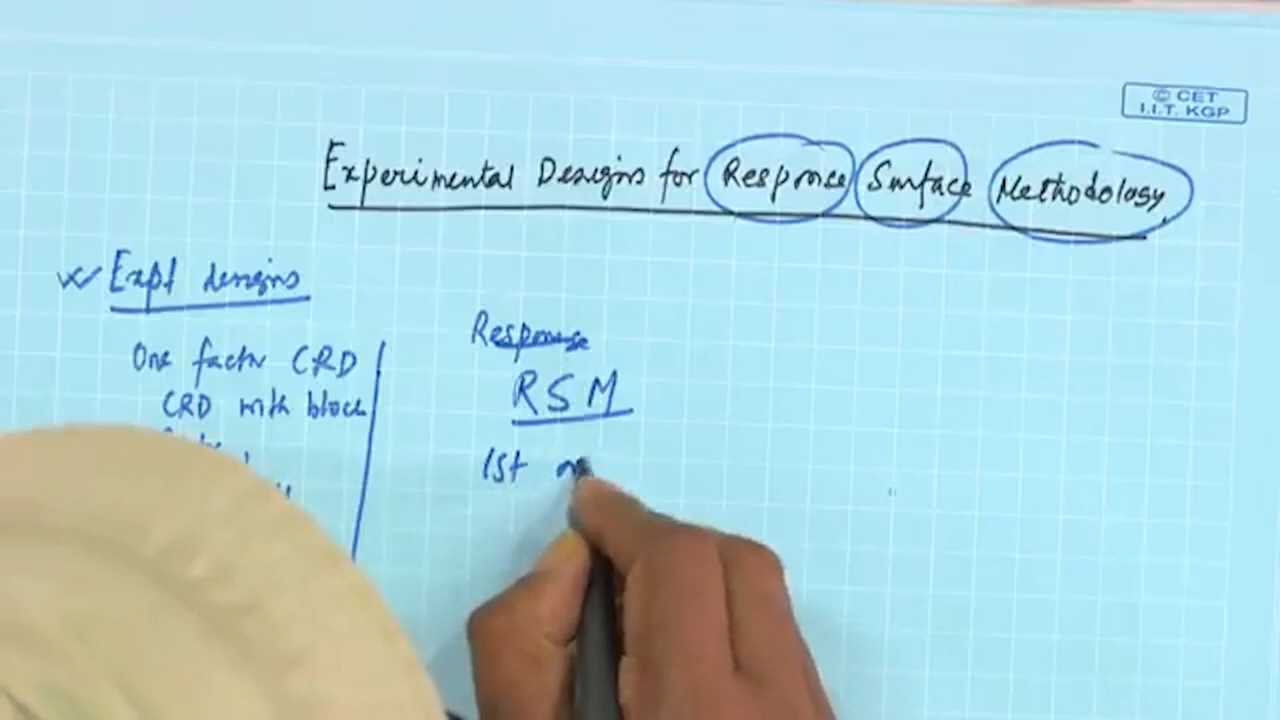 © CET
I.I.T. KGP
Experimental Designs for Response Surface Methodology
Expt designs
One factor CRD
CRD with block
Response
RSM
1st